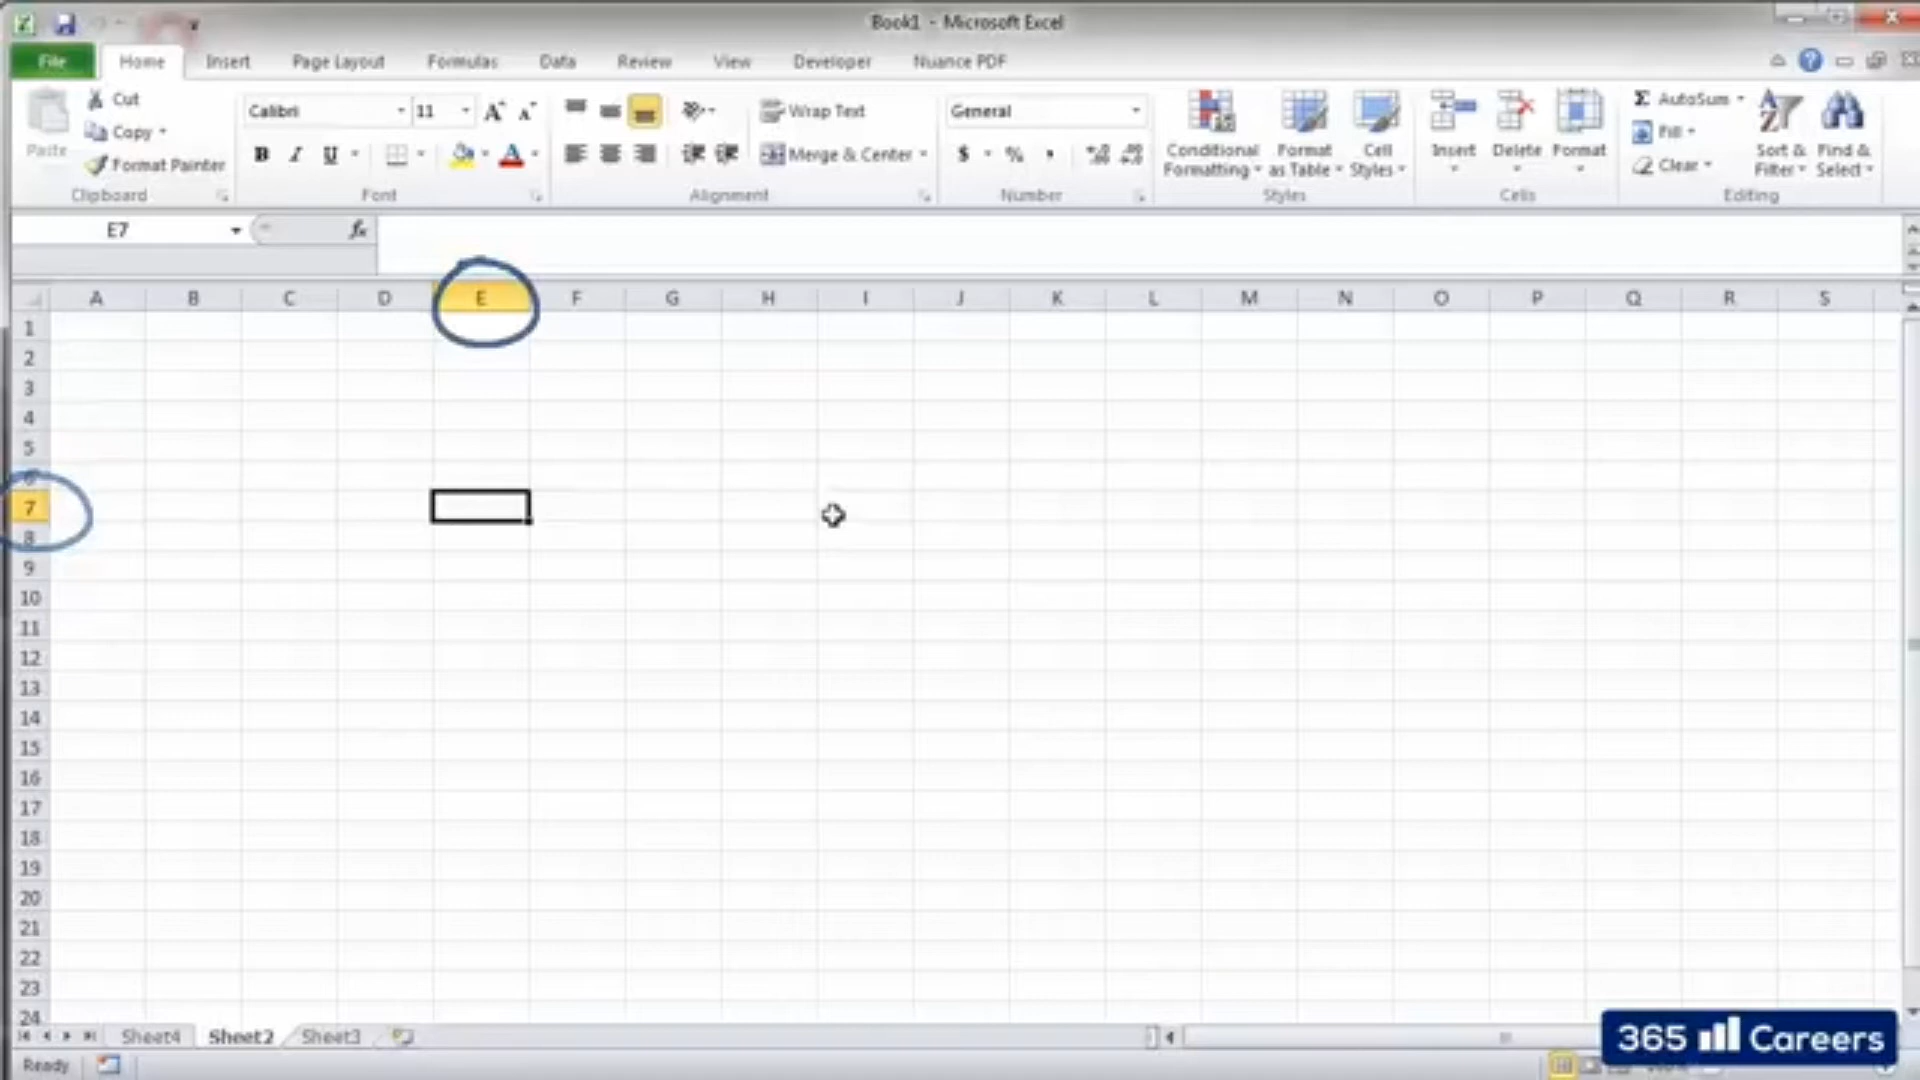 Book1 - Microsoft Excel
File Home Insert Page Layout Formulas Data Review View Developer Nuance PDF
Paste
Cut
Copy
Format Painter
Clipboard
Calibri 11
B I U
Font
Wrap Text
Merge & Center
Alignment
General
$ % ,
Number
Conditional Formatting
Format as Table
Cell Styles
Styles
Insert Delete Format
Cells
Σ AutoSum
Fill
Clear
Sort & Filter
Find & Select
Editing
E7 fx
A B C D E F G H I J K L M N O P Q R S
1
2
3
4
5
6
7
8
9
10
11
12
13
14
15
16
17
18
19
20
21
22
23
24
Sheet4 Sheet2 Sheet3
Ready
365 Careers